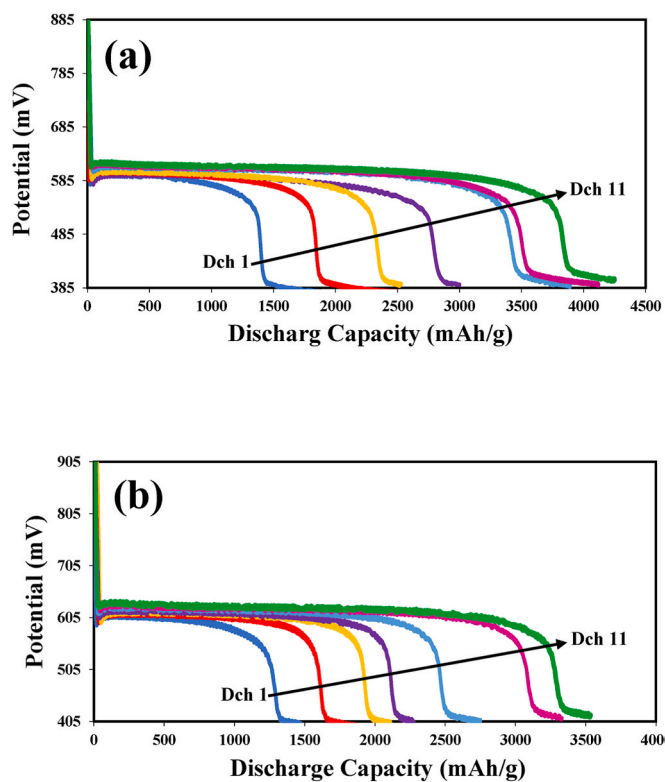 (a)
Potential (mV)
885
785
685
585
485
385
Dch 1
Dch 11
0 500 1000 1500 2000 2500 3000 3500 4000 4500
Discharg Capacity (mAh/g)
(b)
Potential (mV)
905
805
705
605
505
405
Dch 1
Dch 11
0 500 1000 1500 2000 2500 3000 3500 400
Discharge Capacity (mAh/g)